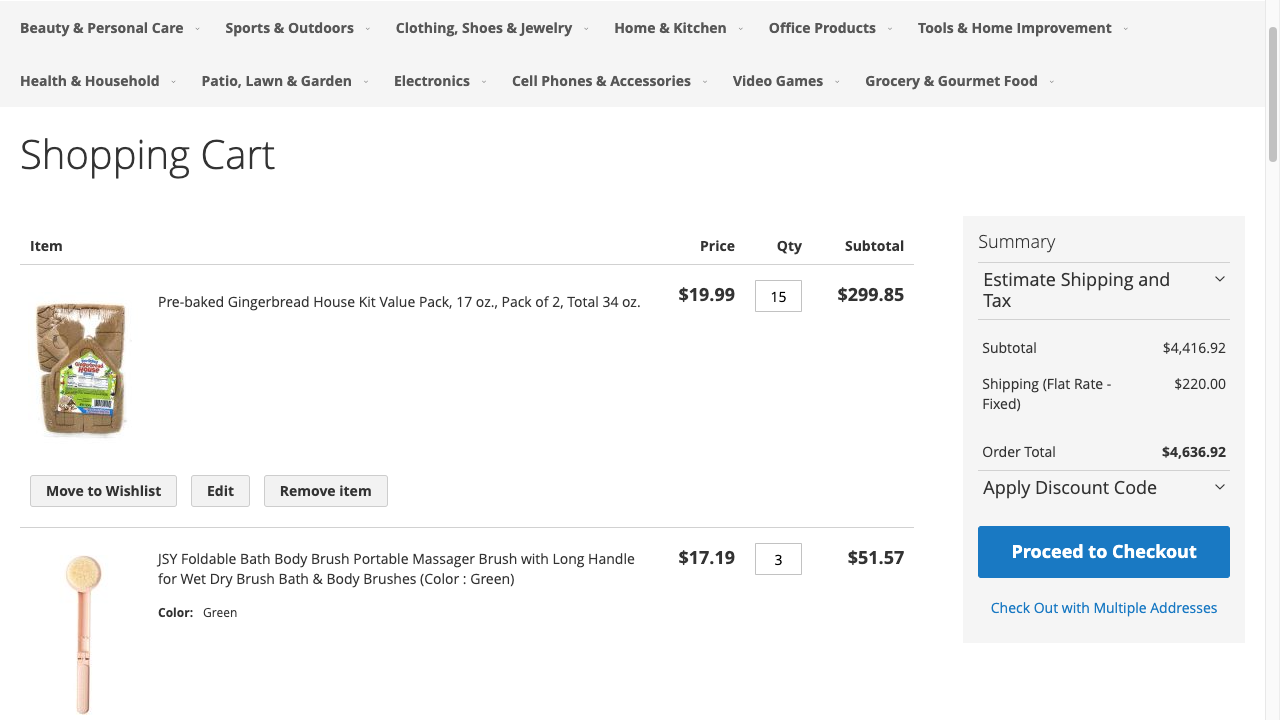 Beauty & Personal Care Sports & Outdoors Clothing, Shoes & Jewelry Home & Kitchen Office Products Tools & Home Improvement
Health & Household Patio, Lawn & Garden Electronics Cell Phones & Accessories Video Games Grocery & Gourmet Food
Shopping Cart
Item Price Qty Subtotal
Pre-baked Gingerbread House Kit Value Pack, 17 oz., Pack of 2, Total 34 oz. $19.99 15 $299.85
Gingerbread
House
Move to Wishlist Edit Remove item
JSY Foldable Bath Body Brush Portable Massager Brush with Long Handle
for Wet Dry Brush Bath & Body Brushes (Color : Green)
$17.19 3 $51.57
Color: Green
Summary
Estimate Shipping and
Tax
Subtotal $4,416.92
Shipping (Flat Rate - $220.00
Fixed)
Order Total $4,636.92
Apply Discount Code
Proceed to Checkout
Check Out with Multiple Addresses